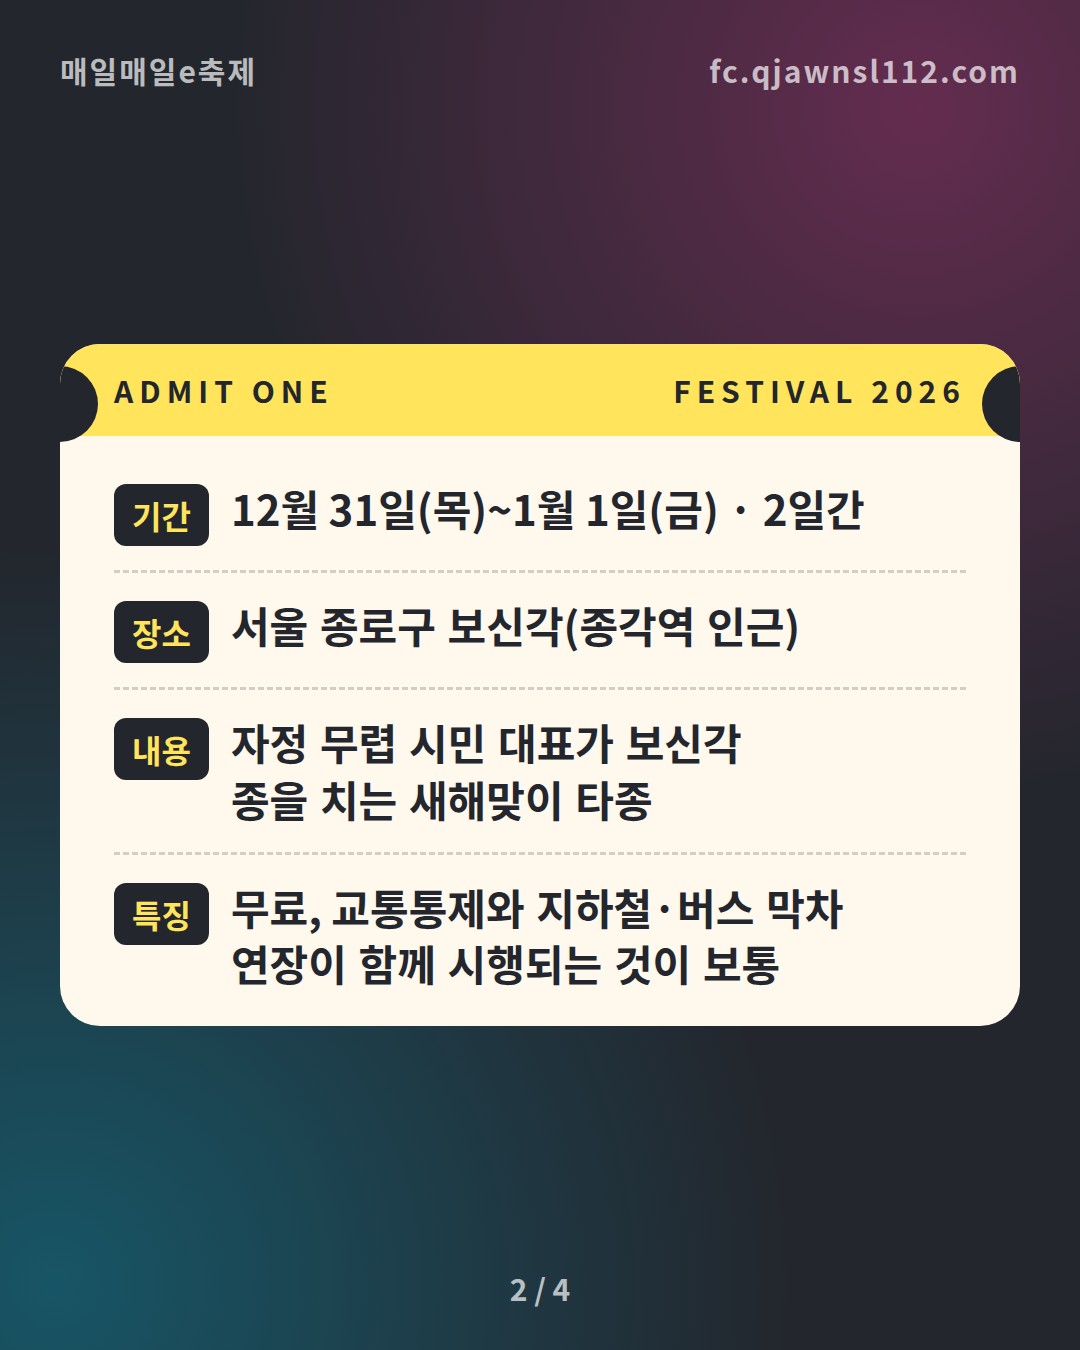 매일매일e축제
fc.qjawnsl112.com
ADMIT ONE
FESTIVAL 2026
기간
12월 31일(목)~1월 1일(금) · 2일간
장소
서울 종로구 보신각(종각역 인근)
내용
자정 무렵 시민 대표가 보신각
종을 치는 새해맞이 타종
특징
무료, 교통통제와 지하철·버스 막차
연장이 함께 시행되는 것이 보통
2 / 4